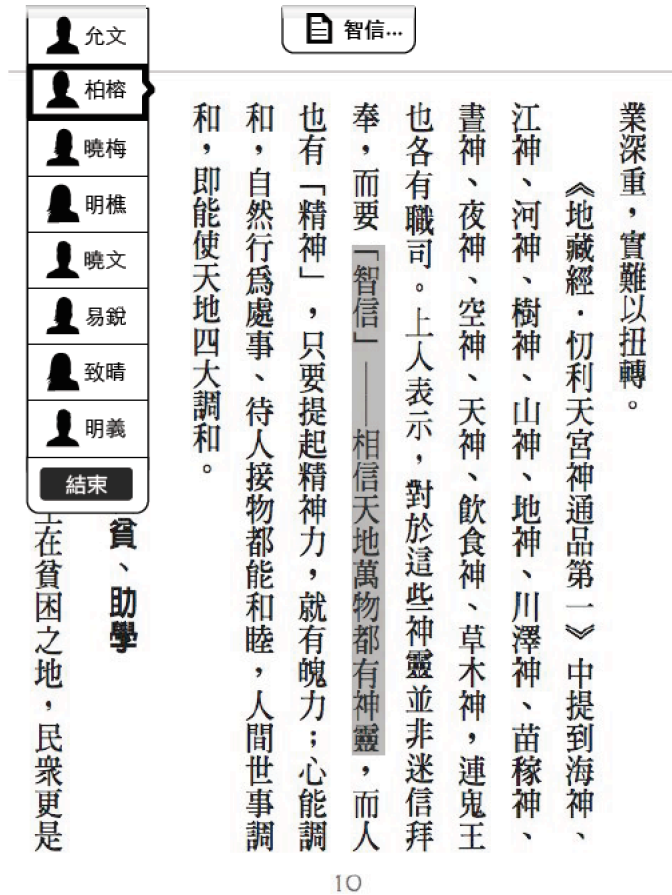 允文
柏榕
曉梅
明樵
曉文
易銳
致晴
明義
結束
智信...
業深重，實難以扭轉。
《地藏經．忉利天宮神通品第一》中提到海神、
江神、河神、樹神、山神、地神、川澤神、苗稼神、
晝神、夜神、空神、天神、飲食神、草木神，連鬼王
也各有職司。上人表示，對於這些神靈並非迷信拜
奉，而要「智信」——相信天地萬物都有神靈，而人
也有「精神」，只要提起精神力，就有魄力；心能調
和，自然行爲處事、待人接物都能和睦，人間世事調
和，即能使天地四大調和。
貧、助學
在貧困之地，民衆更是
10